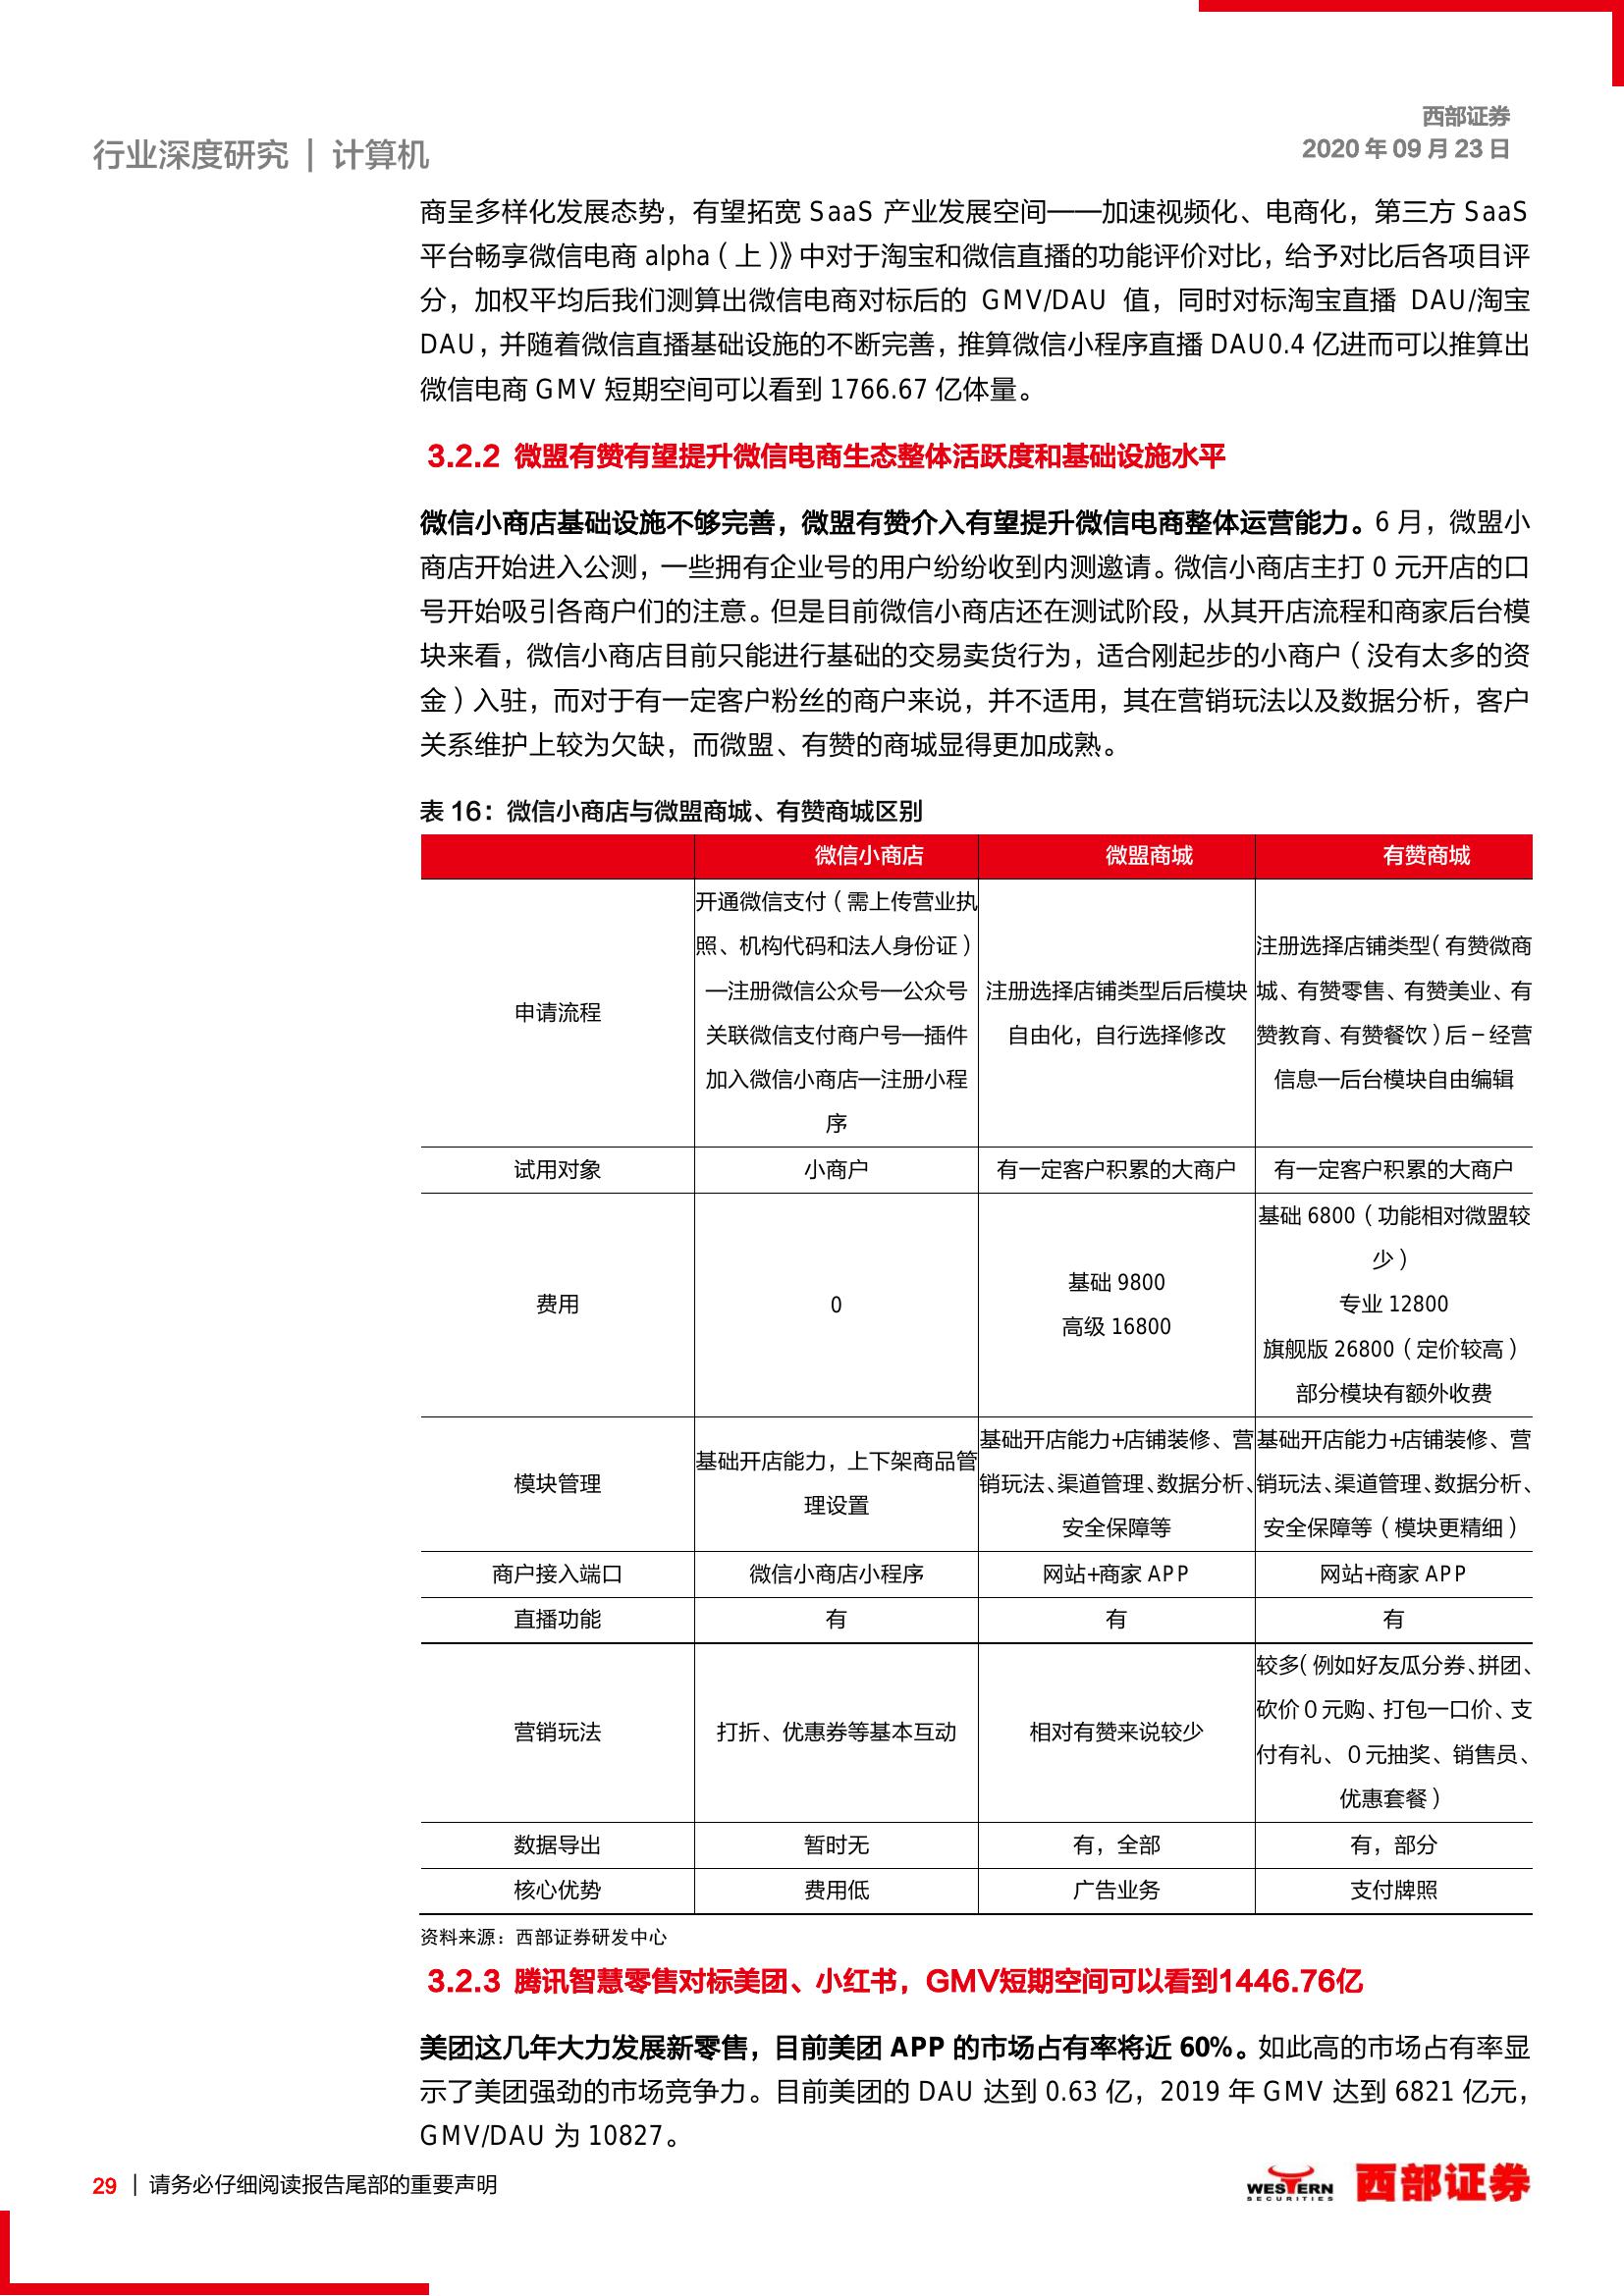 西部证券
2020 年 09 月 23 日
行业深度研究 | 计算机
商呈多样化发展态势，有望拓宽 SaaS 产业发展空间——加速视频化、电商化，第三方 SaaS
平台畅享微信电商 alpha（上）》中对于淘宝和微信直播的功能评价对比，给予对比后各项目评
分，加权平均后我们测算出微信电商对标后的 GMV/DAU 值，同时对标淘宝直播 DAU/淘宝
DAU，并随着微信直播基础设施的不断完善，推算微信小程序直播 DAU0.4 亿进而可以推算出
微信电商 GMV 短期空间可以看到 1766.67 亿体量。
3.2.2 微盟有赞有望提升微信电商生态整体活跃度和基础设施水平
微信小商店基础设施不够完善，微盟有赞介入有望提升微信电商整体运营能力。6 月，微盟小
商店开始进入公测，一些拥有企业号的用户纷纷收到内测邀请。微信小商店主打 0 元开店的口
号开始吸引各商户们的注意。但是目前微信小商店还在测试阶段，从其开店流程和商家后台模
块来看，微信小商店目前只能进行基础的交易卖货行为，适合刚起步的小商户（没有太多的资
金）入驻，而对于有一定客户粉丝的商户来说，并不适用，其在营销玩法以及数据分析，客户
关系维护上较为欠缺，而微盟、有赞的商城显得更加成熟。
表 16：微信小商店与微盟商城、有赞商城区别
微信小商店 微盟商城 有赞商城
申请流程
开通微信支付（需上传营业执
照、机构代码和法人身份证）
—注册微信公众号—公众号
关联微信支付商户号—插件
加入微信小商店—注册小程
序
注册选择店铺类型后后模块
自由化，自行选择修改
注册选择店铺类型（有赞微商
城、有赞零售、有赞美业、有
赞教育、有赞餐饮）后－经营
信息—后台模块自由编辑
试用对象 小商户 有一定客户积累的大商户 有一定客户积累的大商户
费用
0
基础 9800
高级 16800
基础 6800（功能相对微盟较
少）
专业 12800
旗舰版 26800（定价较高）
部分模块有额外收费
模块管理
基础开店能力，上下架商品管
理设置
基础开店能力+店铺装修、营
销玩法、渠道管理、数据分析、
安全保障等
基础开店能力+店铺装修、营
销玩法、渠道管理、数据分析、
安全保障等（模块更精细）
商户接入端口 微信小商店小程序 网站+商家 APP 网站+商家 APP
直播功能 有 有 有
营销玩法
打折、优惠券等基本互动
相对有赞来说较少
较多（例如好友瓜分券、拼团、
砍价０元购、打包一口价、支
付有礼、０元抽奖、销售员、
优惠套餐）
数据导出 暂时无 有，全部 有，部分
核心优势 费用低 广告业务 支付牌照
资料来源：西部证券研发中心
3.2.3 腾讯智慧零售对标美团、小红书，GMV短期空间可以看到1446.76亿
美团这几年大力发展新零售，目前美团 APP 的市场占有率将近 60%。如此高的市场占有率显
示了美团强劲的市场竞争力。目前美团的 DAU 达到 0.63 亿，2019 年 GMV 达到 6821 亿元，
GMV/DAU 为 10827。
29 | 请务必仔细阅读报告尾部的重要声明
WESTERN
SECURITIES
西部证券